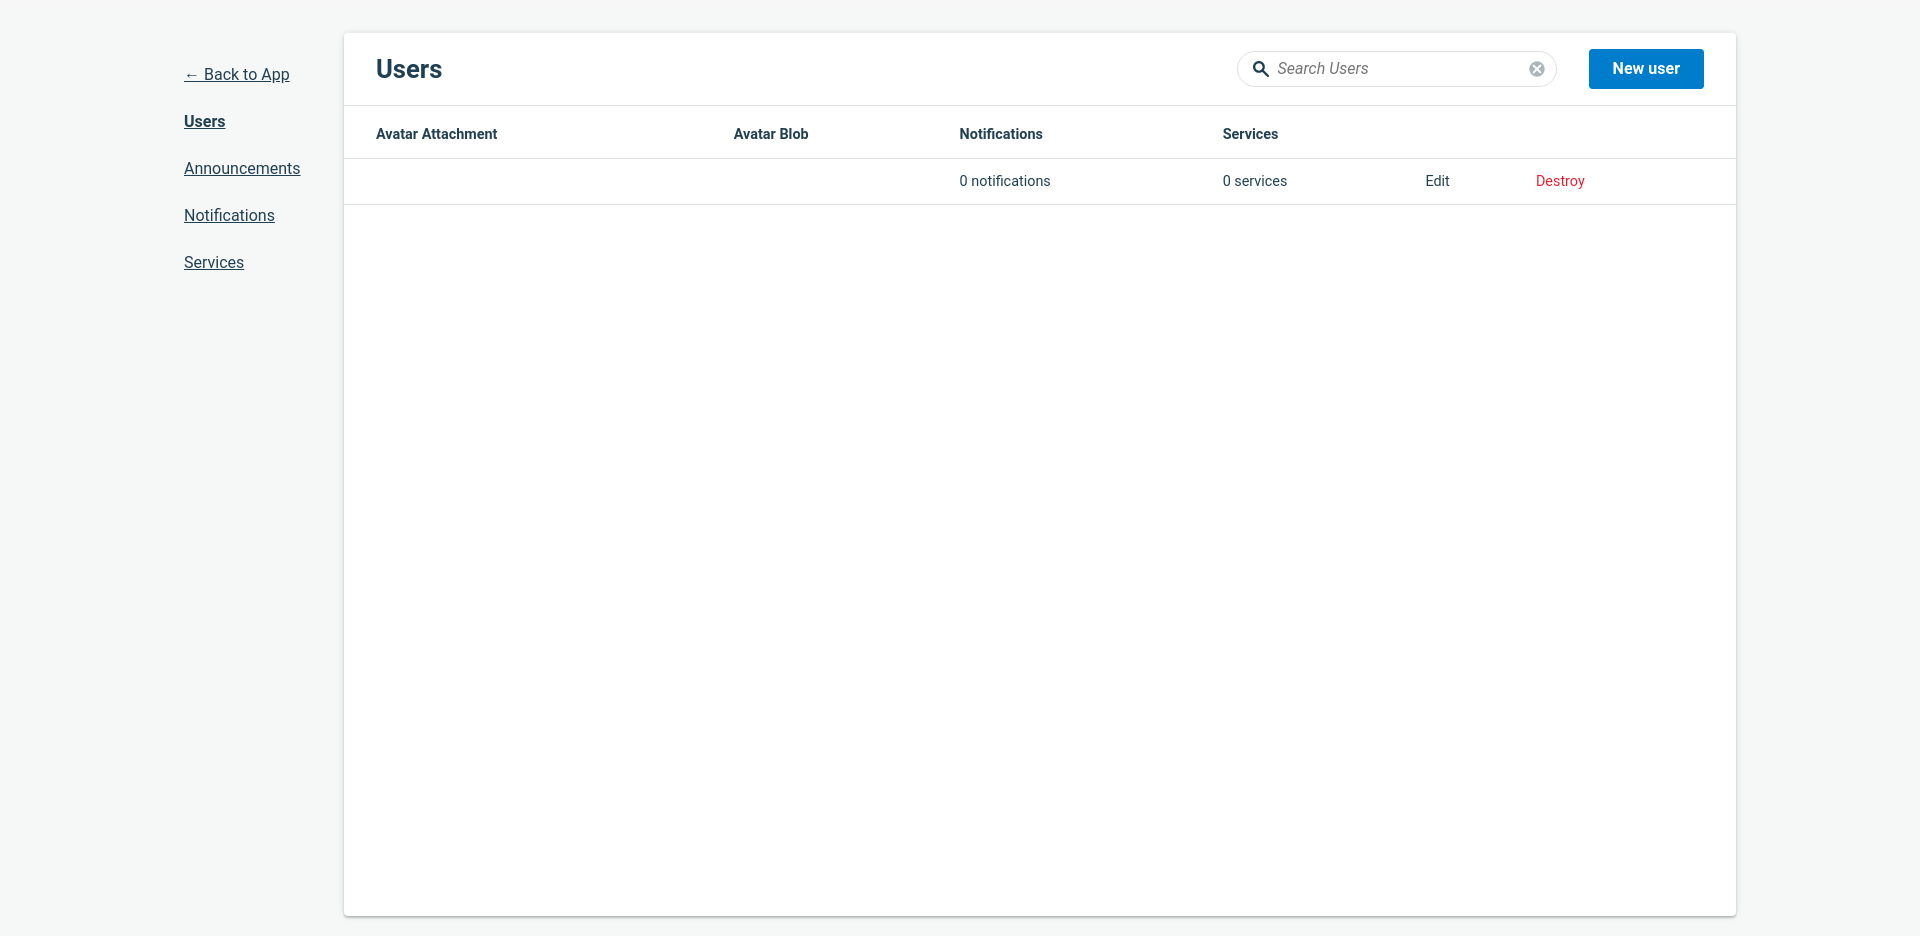 ← Back to App
Users
Announcements
Notifications
Services
Users
Search Users
New user
Avatar Attachment Avatar Blob Notifications Services
0 notifications 0 services Edit Destroy